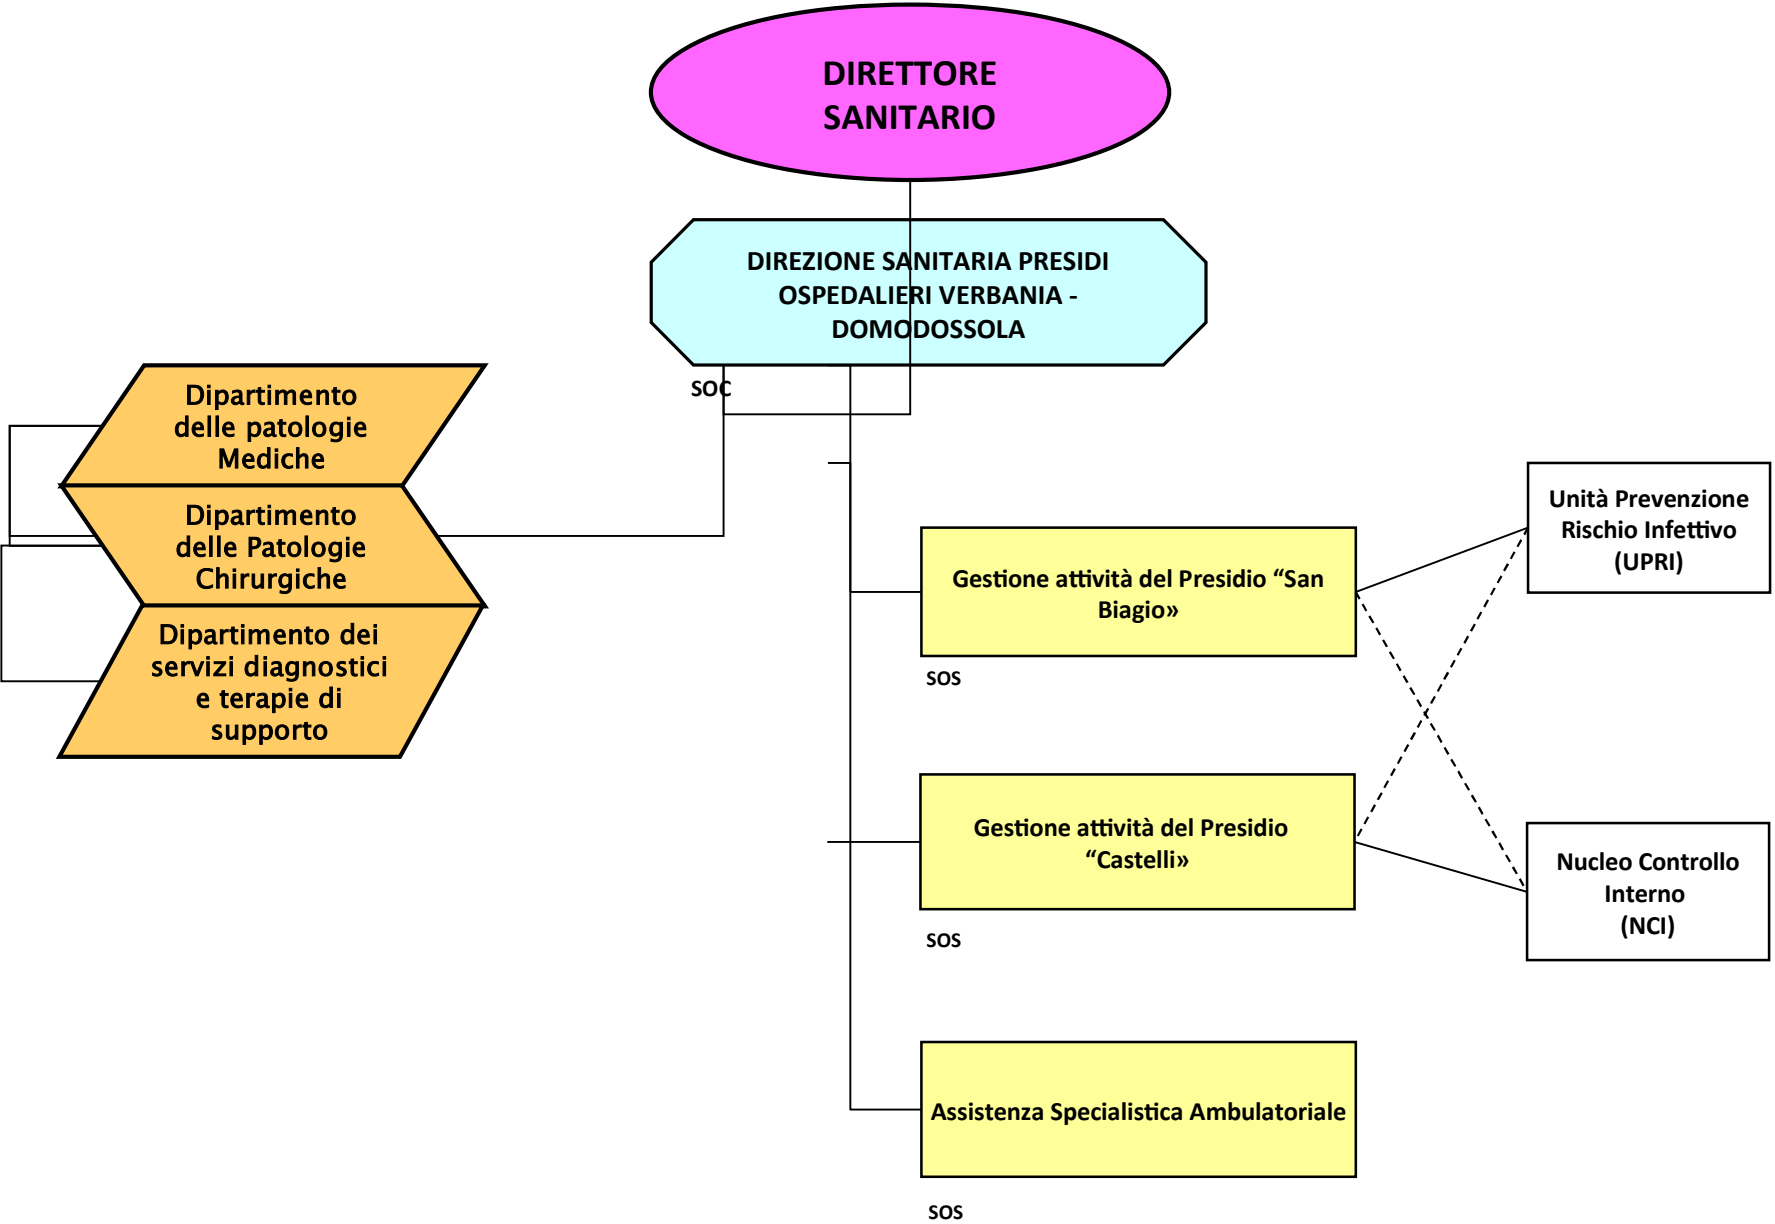 DIRETTORE
SANITARIO
DIREZIONE SANITARIA PRESIDI
OSPEDALIERI VERBANIA -
DOMODOSSOLA
SOC
Dipartimento
delle patologie
Mediche
Dipartimento
delle Patologie
Chirurgiche
Dipartimento dei
servizi diagnostici
e terapie di
supporto
Gestione attività del Presidio “San
Biagio»
SOS
Gestione attività del Presidio
“Castelli»
SOS
Assistenza Specialistica Ambulatoriale
SOS
Unità Prevenzione
Rischio Infettivo
(UPRI)
Nucleo Controllo
Interno
(NCI)